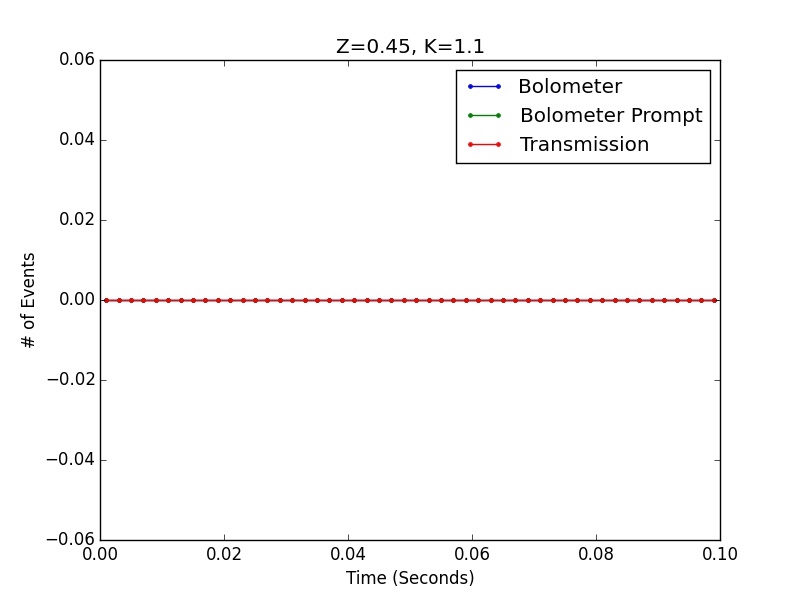 Z=0.45, K=1.1
0.06
0.04
0.02
0.00
−0.02
−0.04
−0.06
# of Events
Bolometer
Bolometer Prompt
Transmission
0.00 0.02 0.04 0.06 0.08 0.10
Time (Seconds)